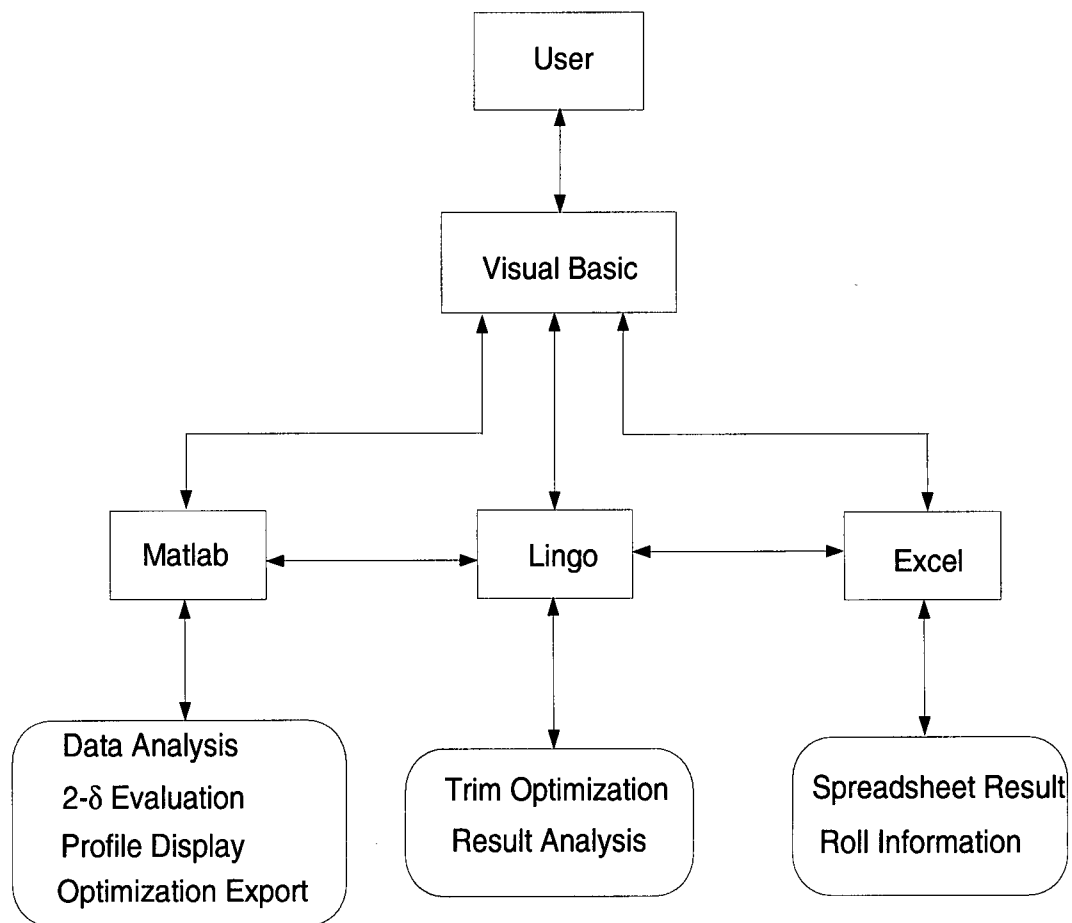 User
Visual Basic
Matlab
Lingo
Excel
Data Analysis
2-δ Evaluation
Profile Display
Optimization Export
Trim Optimization
Result Analysis
Spreadsheet Result
Roll Information